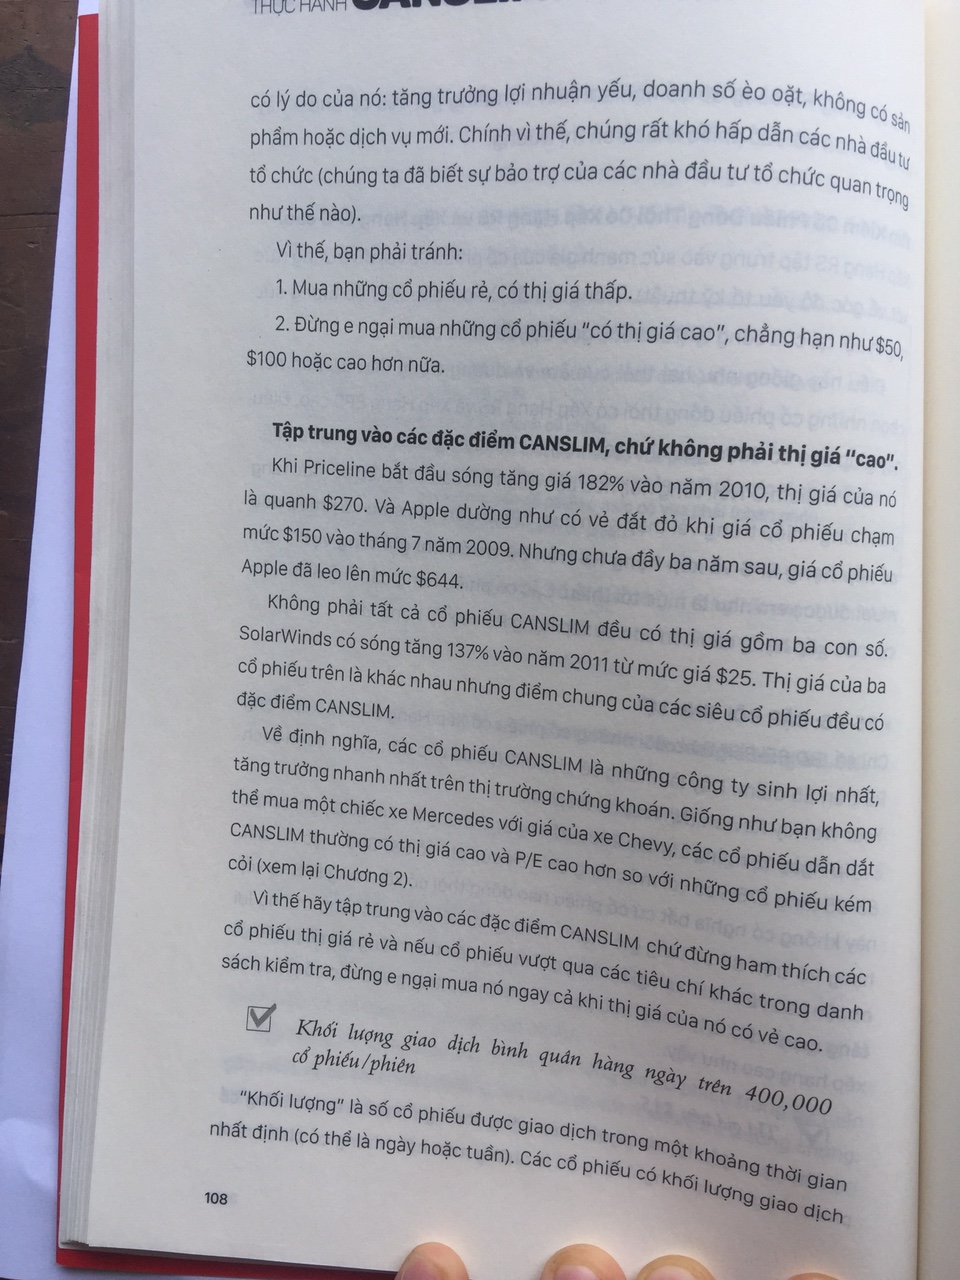 THỰC HÀNH CANSLIM
có lý do của nó: tăng trưởng lợi nhuận yếu, doanh số èo oặt, không có sản
phẩm hoặc dịch vụ mới. Chính vì thế, chúng rất khó hấp dẫn các nhà đầu tư
tổ chức (chúng ta đã biết sự bảo trợ của các nhà đầu tư tổ chức quan trọng
như thế nào).
Vì thế, bạn phải tránh:
1. Mua những cổ phiếu rẻ, có thị giá thấp.
2. Đừng e ngại mua những cổ phiếu "có thị giá cao", chẳng hạn như $50,
$100 hoặc cao hơn nữa.
Tập trung vào các đặc điểm CANSLIM, chứ không phải thị giá "cao".
Khi Priceline bắt đầu sóng tăng giá 182% vào năm 2010, thị giá của nó
là quanh $270. Và Apple dường như có vẻ đắt đỏ khi giá cổ phiếu chạm
mức $150 vào tháng 7 năm 2009. Nhưng chưa đầy ba năm sau, giá cổ phiếu
Apple đã leo lên mức $644.
Không phải tất cả cổ phiếu CANSLIM đều có thị giá gồm ba con số.
SolarWinds có sóng tăng 137% vào năm 2011 từ mức giá $25. Thị giá của ba
cổ phiếu trên là khác nhau nhưng điểm chung của các siêu cổ phiếu đều có
đặc điểm CANSLIM.
Về định nghĩa, các cổ phiếu CANSLIM là những công ty sinh lợi nhất,
tăng trưởng nhanh nhất trên thị trường chứng khoán. Giống như bạn không
thể mua một chiếc xe Mercedes với giá của xe Chevy, các cổ phiếu dẫn dắt
CANSLIM thường có thị giá cao và P/E cao hơn so với những cổ phiếu kém
cỏi (xem lại Chương 2).
Vì thế hãy tập trung vào các đặc điểm CANSLIM chứ đừng ham thích các
cổ phiếu thị giá rẻ và nếu cổ phiếu vượt qua các tiêu chí khác trong danh
sách kiểm tra, đừng e ngại mua nó ngay cả khi thị giá của nó có vẻ cao.
Khối lượng giao dịch bình quân hàng ngày trên 400,000
cổ phiếu/phiên
"Khối lượng" là số cổ phiếu được giao dịch trong một khoảng thời gian
nhất định (có thể là ngày hoặc tuần). Các cổ phiếu có khối lượng giao dịch
108